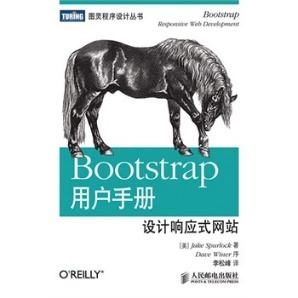 TURING
图灵程序设计丛书
Bootstrap
Responsive Web Development
Bootstrap
用户手册
设计响应式网站
[美] Jake Spurlock 著
Dave Winer 序
李松峰 译
O'REILLY®
人民邮电出版社
POSTS & TELECOM PRESS